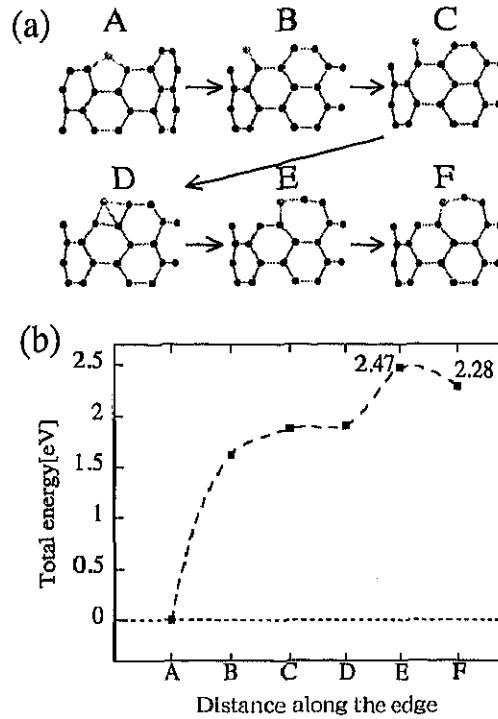 (a)
A B C
D E F
(b)
2.5
2
1.5
1
0.5
0
2.47
2.28
Total energy[eV]
A B C D E F
Distance along the edge